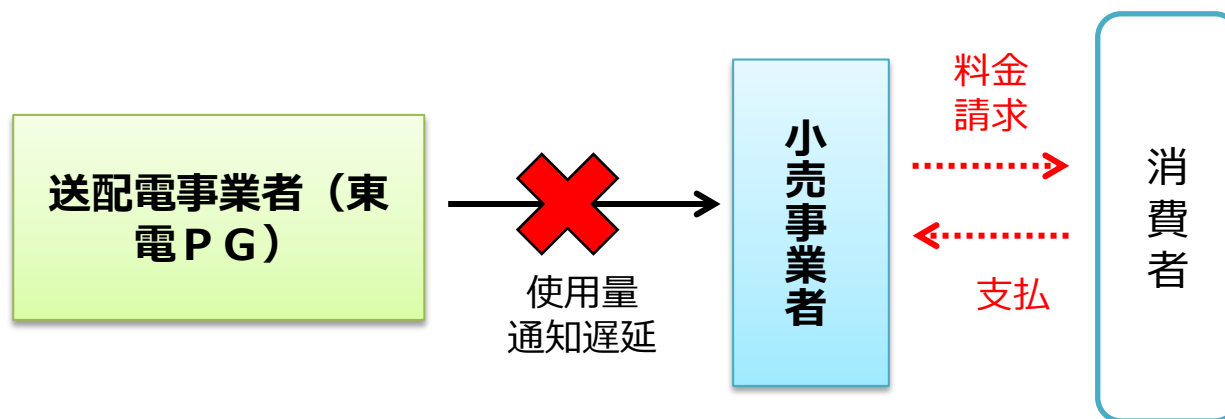 送配電事業者（東
電ＰＧ）
使用量
通知遅延
小売事業者
料金
請求
支払
消費者